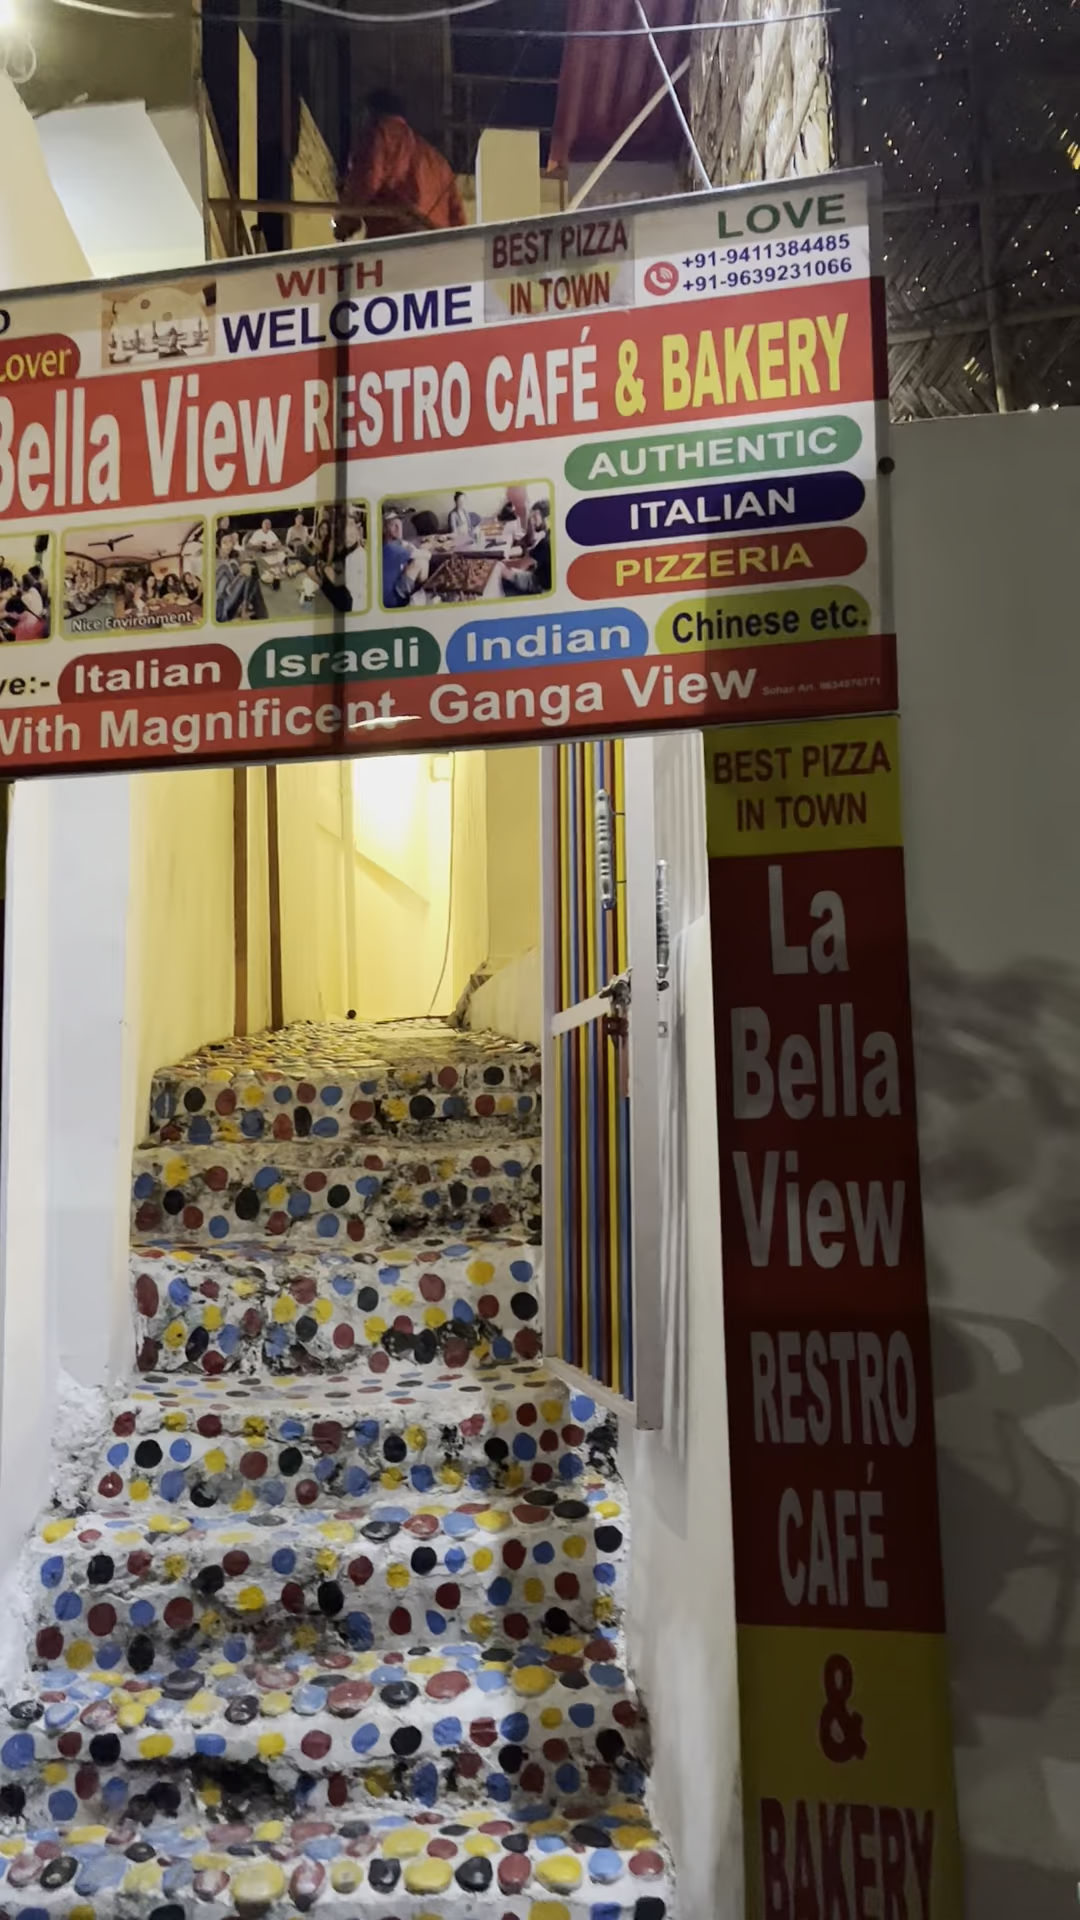 WITH
LOVE
BEST PIZZA
IN TOWN
+91-9411384485
+91-9639231066
Lover
WELCOME
Bella View RESTRO CAFÉ & BAKERY
AUTHENTIC
ITALIAN
PIZZERIA
Nice Environment
ve:- Italian Israeli Indian Chinese etc.
With Magnificent Ganga View
BEST PIZZA
IN TOWN
La
Bella
View
RESTRO
CAFÉ
&
BAKERY